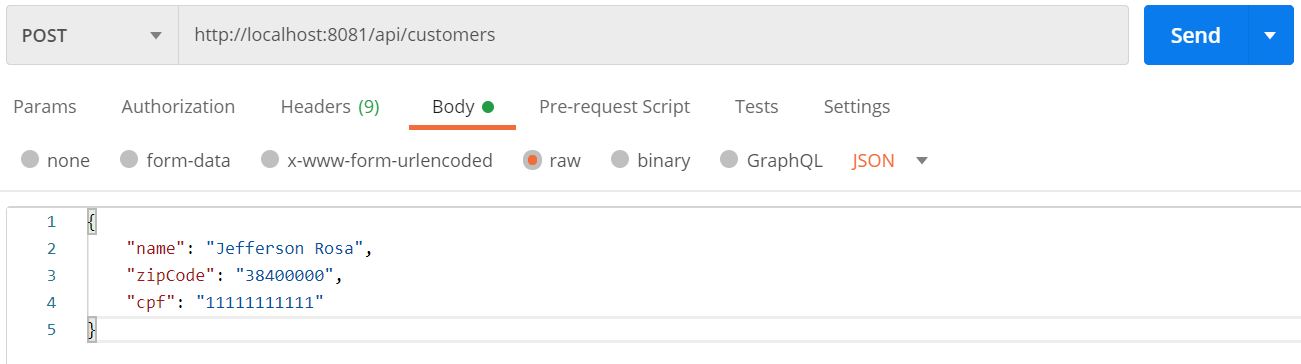 POST http://localhost:8081/api/customers Send
Params Authorization Headers (9) Body Pre-request Script Tests Settings
none form-data x-www-form-urlencoded raw binary GraphQL JSON
1 {
2 "name": "Jefferson Rosa",
3 "zipCode": "38400000",
4 "cpf": "11111111111"
5 }